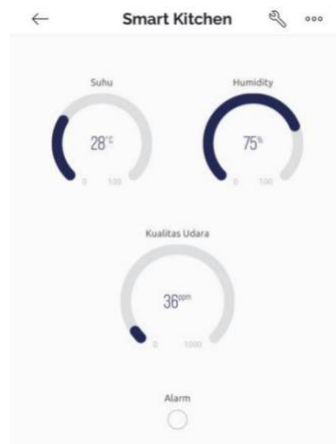 Smart Kitchen
Suhu
28°C
0 100
Humidity
75%
0 100
Kualitas Udara
36ppm
0 1000
Alarm